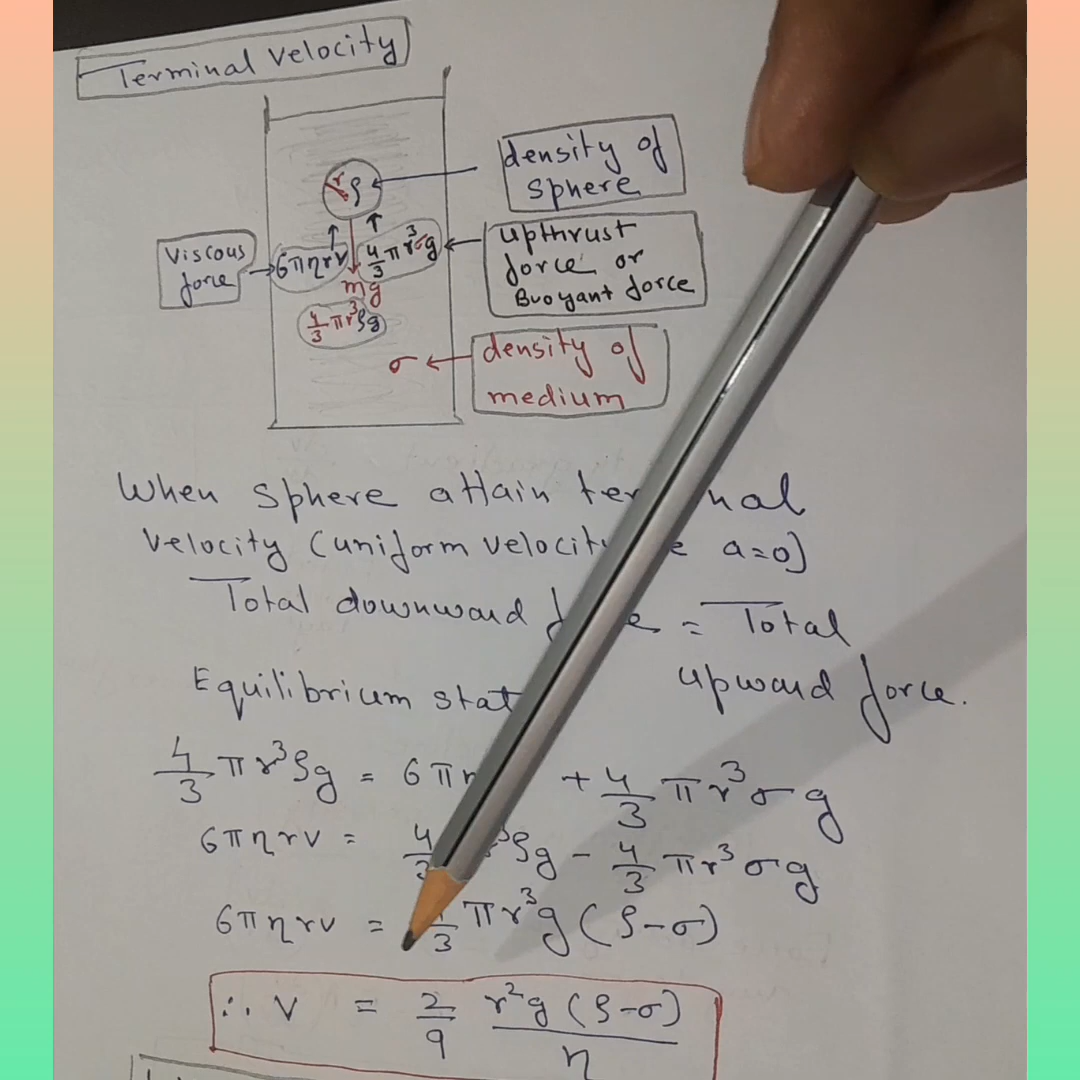 Terminal Velocity
density of
sphere
r ρ
Viscous
force
6πηrv
4/3 πr³σg
upthrust
force or
Buoyant force
mg
4/3 πr³ρg
σ
density of
medium
When sphere attain
velocity (uniform velocity a=0)
Total downward = Total
upward force.
Equilibrium
4/3 πr³ρg = 6π + 4/3 πr³σg
6πηrv = ρg - 4/3 πr³σg
6πηrv = πr³g (ρ-σ)
∴ V = 2/9 r²g (ρ-σ)/η